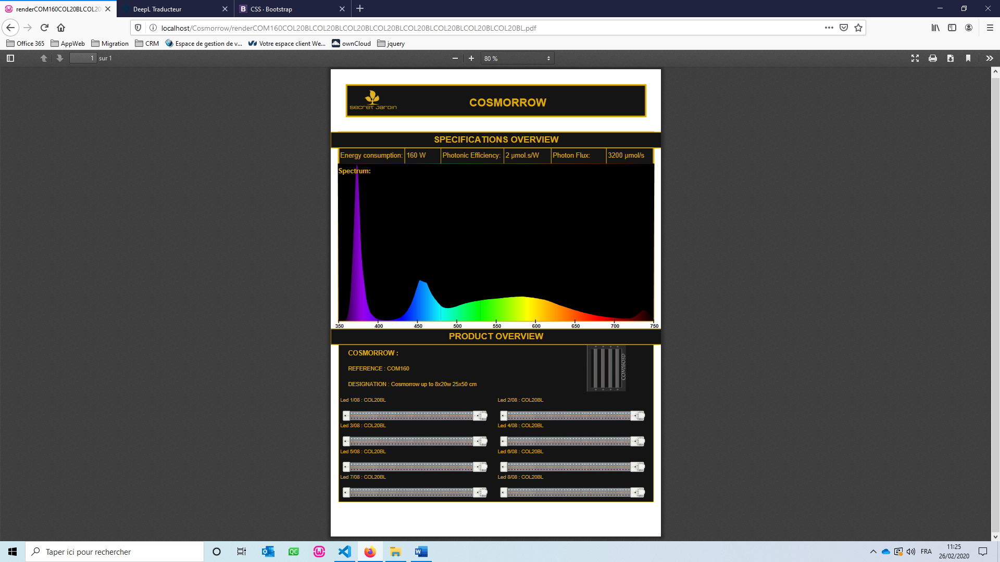 renderCOM160COL20BLCOL20
DeepL Traducteur
B CSS · Bootstrap
localhost/Cosmorrow/renderCOM160COL20BLCOL20BLCOL20BLCOL20BLCOL20BLCOL20BLCOL20BLCOL20BL.pdf
Office 365 AppWeb Migration CRM Espace de gestion de v... Votre espace client We... ownCloud jquery
1 sur 1
80 %
secret Jardin
COSMORROW
SPECIFICATIONS OVERVIEW
Energy consumption: 160 W Photonic Efficiency: 2 µmol.s/W Photon Flux: 3200 µmol/s
Spectrum:
350 400 450 500 550 600 650 700 750
PRODUCT OVERVIEW
COSMORROW :
REFERENCE : COM160
DESIGNATION : Cosmorrow up to 8x20w 25x50 cm
COM1603D
Led 1/08 : COL20BL Led 2/08 : COL20BL
Led 3/08 : COL20BL Led 4/08 : COL20BL
Led 5/08 : COL20BL Led 6/08 : COL20BL
Led 7/08 : COL20BL Led 8/08 : COL20BL
Taper ici pour rechercher
QC
W
FRA
11:25
26/02/2020